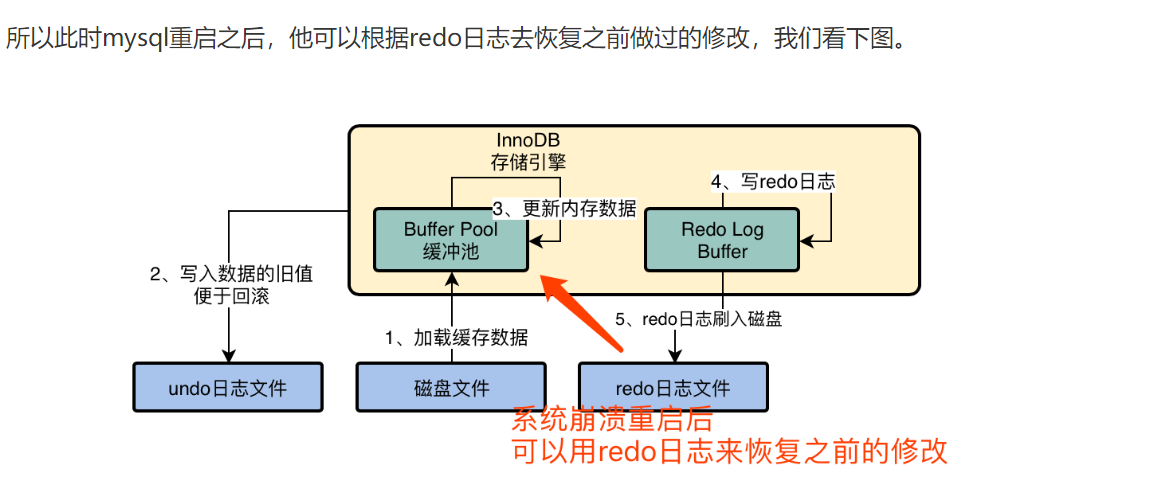 所以此时mysql重启之后，他可以根据redo日志去恢复之前做过的修改，我们看下图。
InnoDB
存储引擎
4、写redo日志
3、更新内存数据
Buffer Pool
缓冲池
Redo Log
Buffer
2、写入数据的旧值
便于回滚
5、redo日志刷入磁盘
1、加载缓存数据
undo日志文件
磁盘文件
redo日志文件
系统崩溃重启后
可以用redo日志来恢复之前的修改